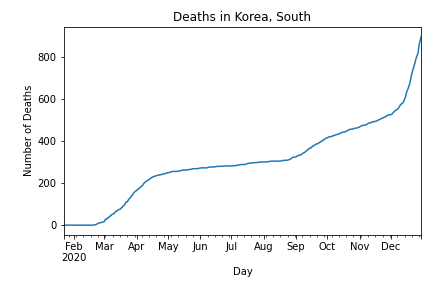 Deaths in Korea, South
Number of Deaths
800
600
400
200
0
Feb Mar Apr May Jun Jul Aug Sep Oct Nov Dec
2020
Day